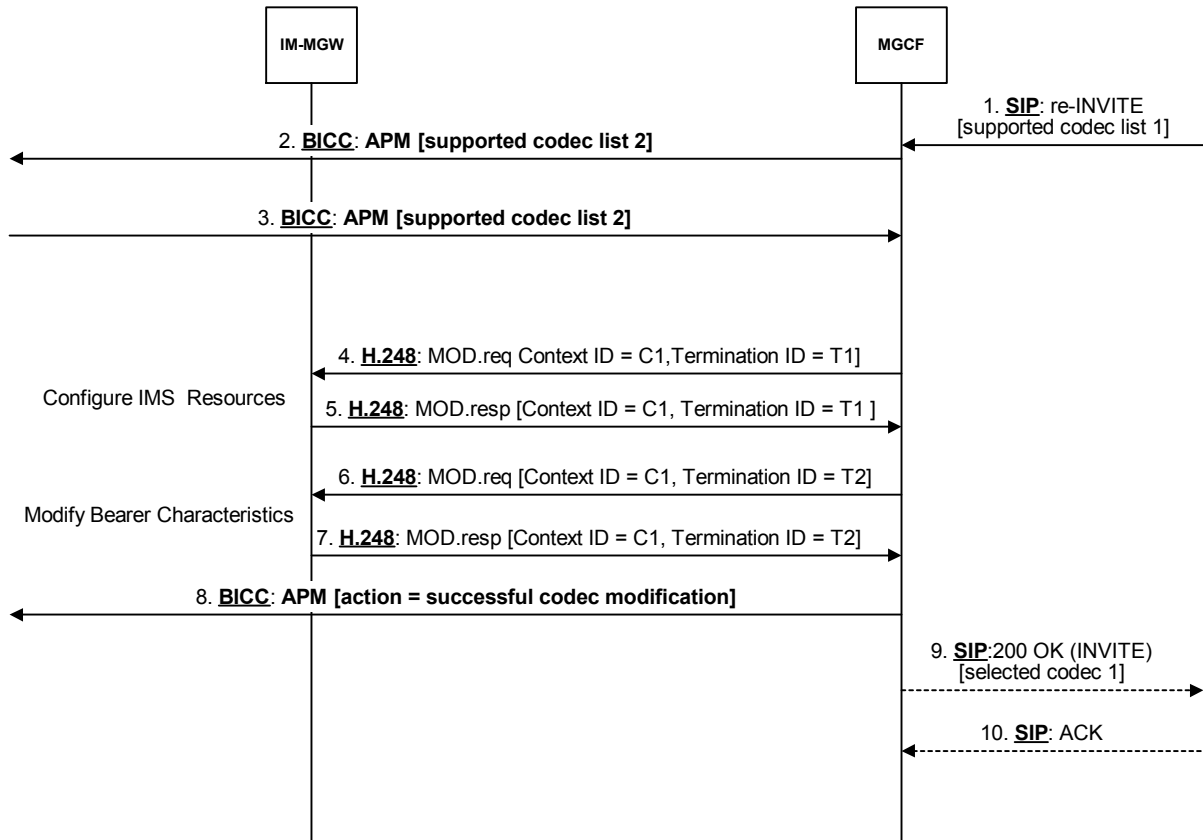 IM-MGW
MGCF
1. SIP: re-INVITE
[supported codec list 1]
2. BICC: APM [supported codec list 2]
3. BICC: APM [supported codec list 2]
4. H.248: MOD.req Context ID = C1,Termination ID = T1]
Configure IMS  Resources
5. H.248: MOD.resp [Context ID = C1, Termination ID = T1 ]
6. H.248: MOD.req [Context ID = C1, Termination ID = T2]
Modify Bearer Characteristics
7. H.248: MOD.resp [Context ID = C1, Termination ID = T2]
8. BICC: APM [action = successful codec modification]
9. SIP:200 OK (INVITE)
[selected codec 1]
10. SIP: ACK